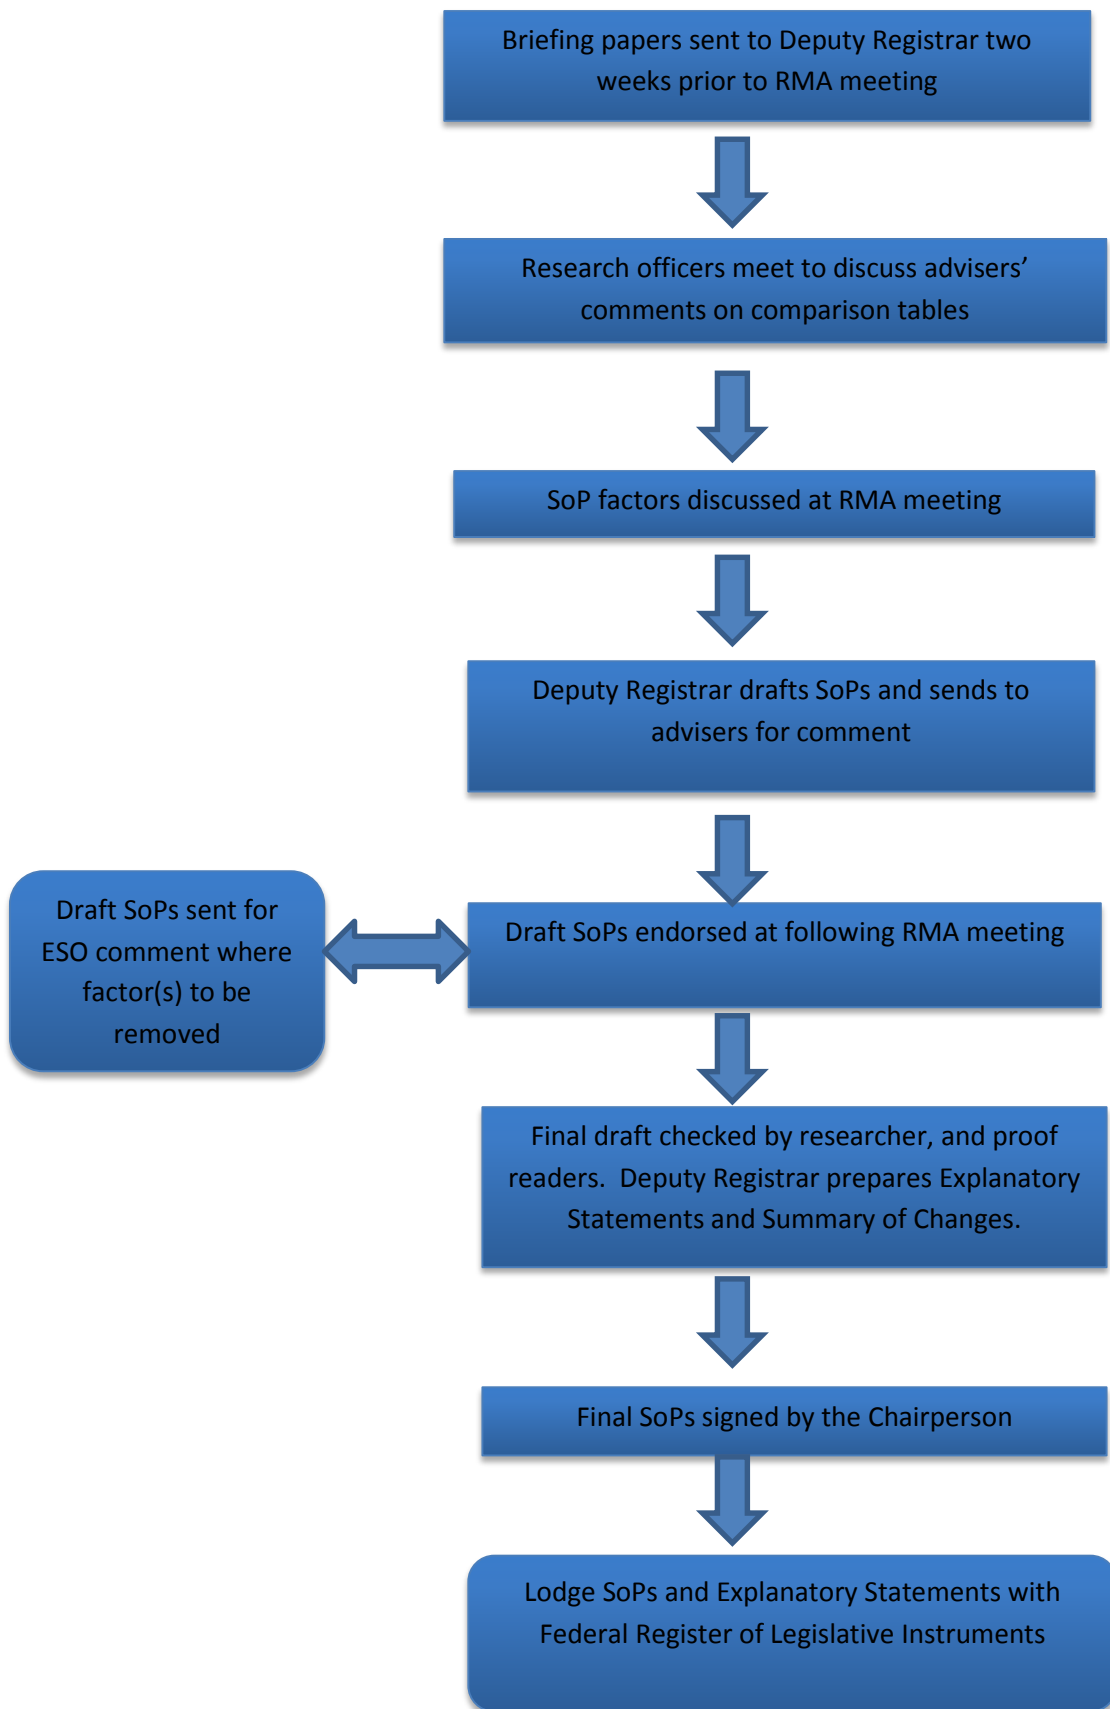 Briefing papers sent to Deputy Registrar two
weeks prior to RMA meeting
Research officers meet to discuss advisers’
comments on comparison tables
SoP factors discussed at RMA meeting
Deputy Registrar drafts SoPs and sends to
advisers for comment
Draft SoPs sent for
ESO comment where
factor(s) to be
removed
Draft SoPs endorsed at following RMA meeting
Final draft checked by researcher, and proof
readers.  Deputy Registrar prepares Explanatory
Statements and Summary of Changes.
Final SoPs signed by the Chairperson
Lodge SoPs and Explanatory Statements with
Federal Register of Legislative Instruments